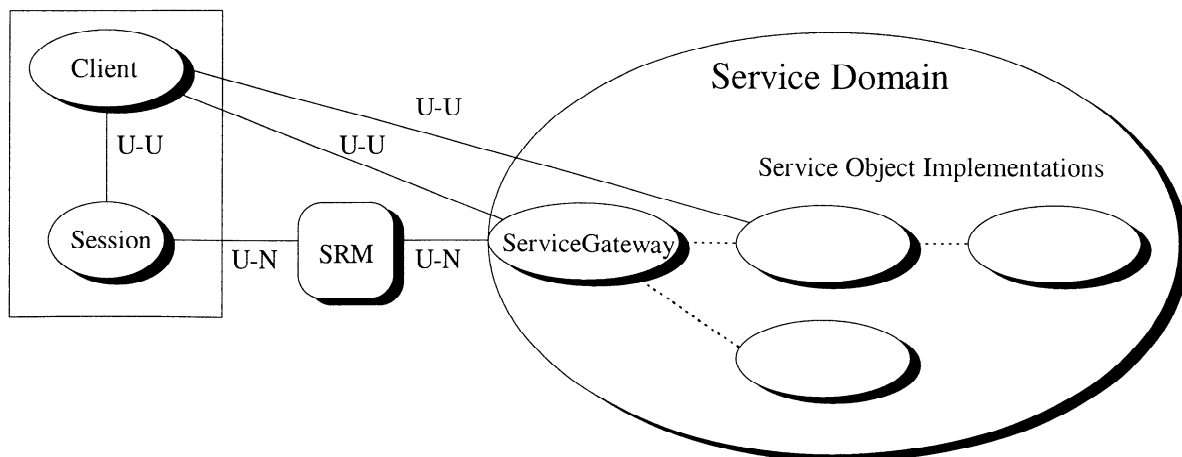 Client
Service Domain
U-U
U-U
U-U
Service Object Implementations
Session
U-N
SRM
U-N
ServiceGateway